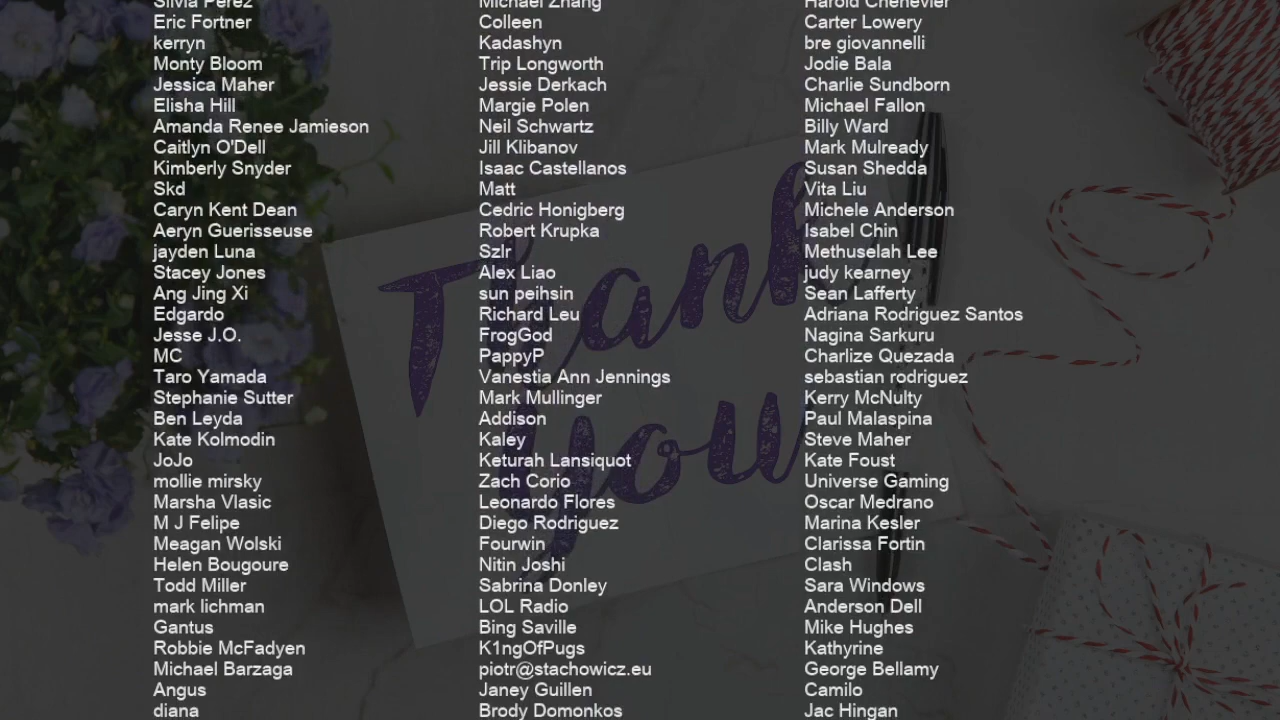 Silvia Perez
Eric Fortner
kerryn
Monty Bloom
Jessica Maher
Elisha Hill
Amanda Renee Jamieson
Caitlyn O'Dell
Kimberly Snyder
Skd
Caryn Kent Dean
Aeryn Guerisseuse
jayden Luna
Stacey Jones
Ang Jing Xi
Edgardo
Jesse J.O.
MC
Taro Yamada
Stephanie Sutter
Ben Leyda
Kate Kolmodin
JoJo
mollie mirsky
Marsha Vlasic
M J Felipe
Meagan Wolski
Helen Bougoure
Todd Miller
mark lichman
Gantus
Robbie McFadyen
Michael Barzaga
Angus
diana
Michael Zhang
Colleen
Kadashyn
Trip Longworth
Jessie Derkach
Margie Polen
Neil Schwartz
Jill Klibanov
Isaac Castellanos
Matt
Cedric Honigberg
Robert Krupka
Szlr
Alex Liao
sun peihsin
Richard Leu
FrogGod
PappyP
Vanestia Ann Jennings
Mark Mullinger
Addison
Kaley
Keturah Lansiquot
Zach Corio
Leonardo Flores
Diego Rodriguez
Fourwin
Nitin Joshi
Sabrina Donley
LOL Radio
Bing Saville
K1ngOfPugs
piotr@stachowicz.eu
Janey Guillen
Brody Domonkos
Harold Chenevier
Carter Lowery
bre giovannelli
Jodie Bala
Charlie Sundborn
Michael Fallon
Billy Ward
Mark Mulready
Susan Shedda
Vita Liu
Michele Anderson
Isabel Chin
Methuselah Lee
judy kearney
Sean Lafferty
Adriana Rodriguez Santos
Nagina Sarkuru
Charlize Quezada
sebastian rodriguez
Kerry McNulty
Paul Malaspina
Steve Maher
Kate Foust
Universe Gaming
Oscar Medrano
Marina Kesler
Clarissa Fortin
Clash
Sara Windows
Anderson Dell
Mike Hughes
Kathyrine
George Bellamy
Camilo
Jac Hingan
Thank
you